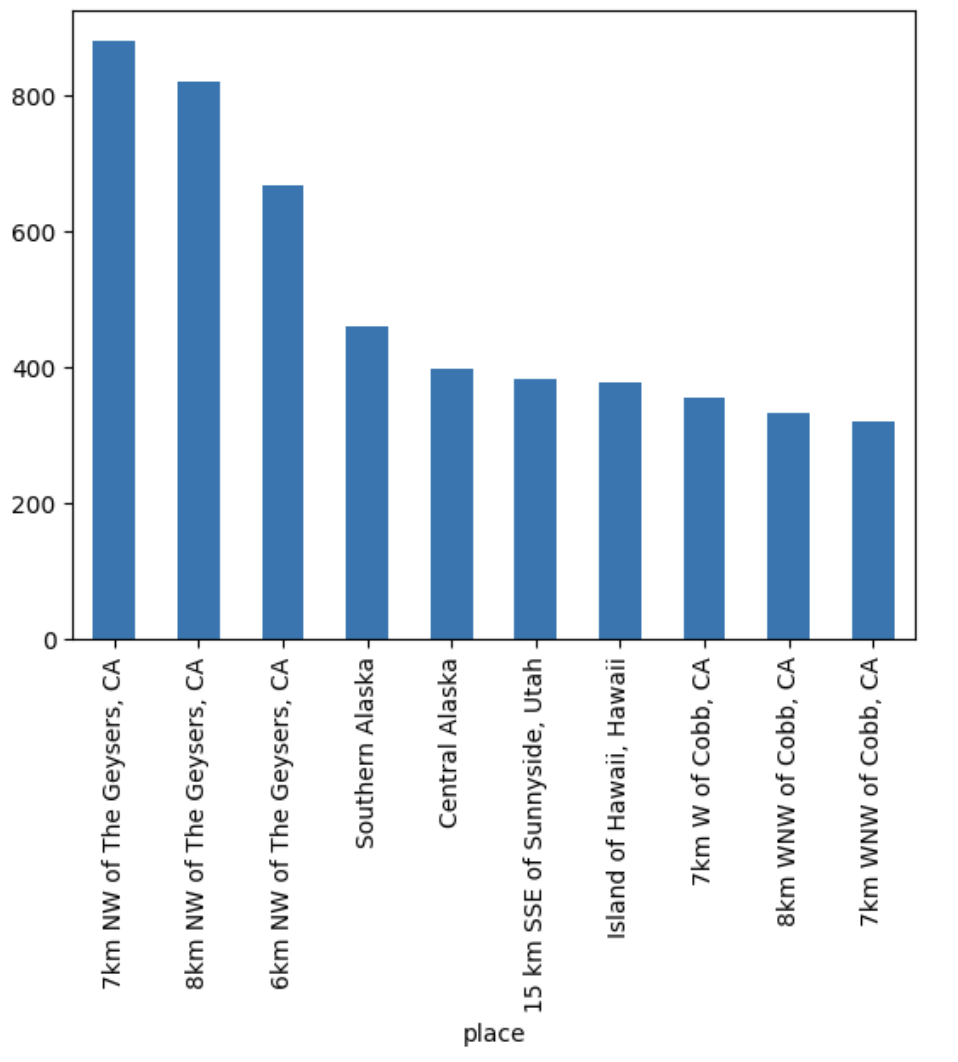 800
600
400
200
0
7km NW of The Geysers, CA
8km NW of The Geysers, CA
6km NW of The Geysers, CA
Southern Alaska
Central Alaska
15 km SSE of Sunnyside, Utah
Island of Hawaii, Hawaii
7km W of Cobb, CA
8km WNW of Cobb, CA
7km WNW of Cobb, CA
place